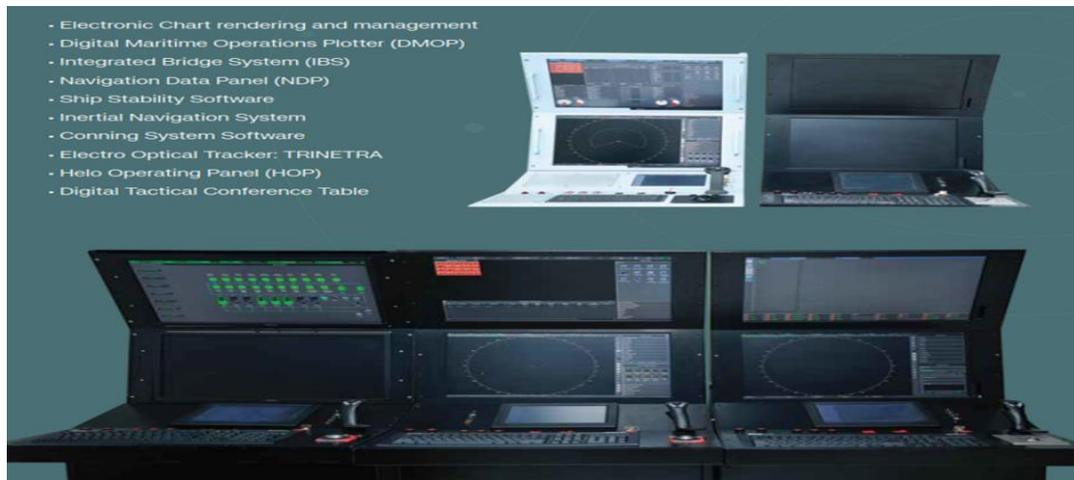 - Electronic Chart rendering and management
- Digital Maritime Operations Plotter (DMOP)
- Integrated Bridge System (IBS)
- Navigation Data Panel (NDP)
- Ship Stability Software
- Inertial Navigation System
- Conning System Software
- Electro Optical Tracker: TRINETRA
- Helo Operating Panel (HOP)
- Digital Tactical Conference Table